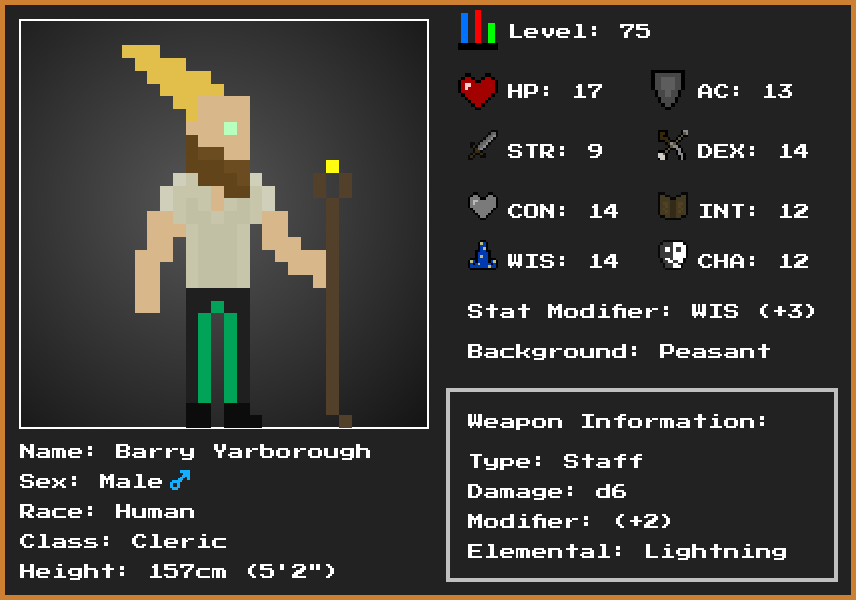 Level: 75
HP: 17
AC: 13
STR: 9
DEX: 14
CON: 14
INT: 12
WIS: 14
CHA: 12
Stat Modifier: WIS (+3)
Background: Peasant
Weapon Information:
Type: Staff
Damage: d6
Modifier: (+2)
Elemental: Lightning
Name: Barry Yarborough
Sex: Male ♂
Race: Human
Class: Cleric
Height: 157cm (5'2")